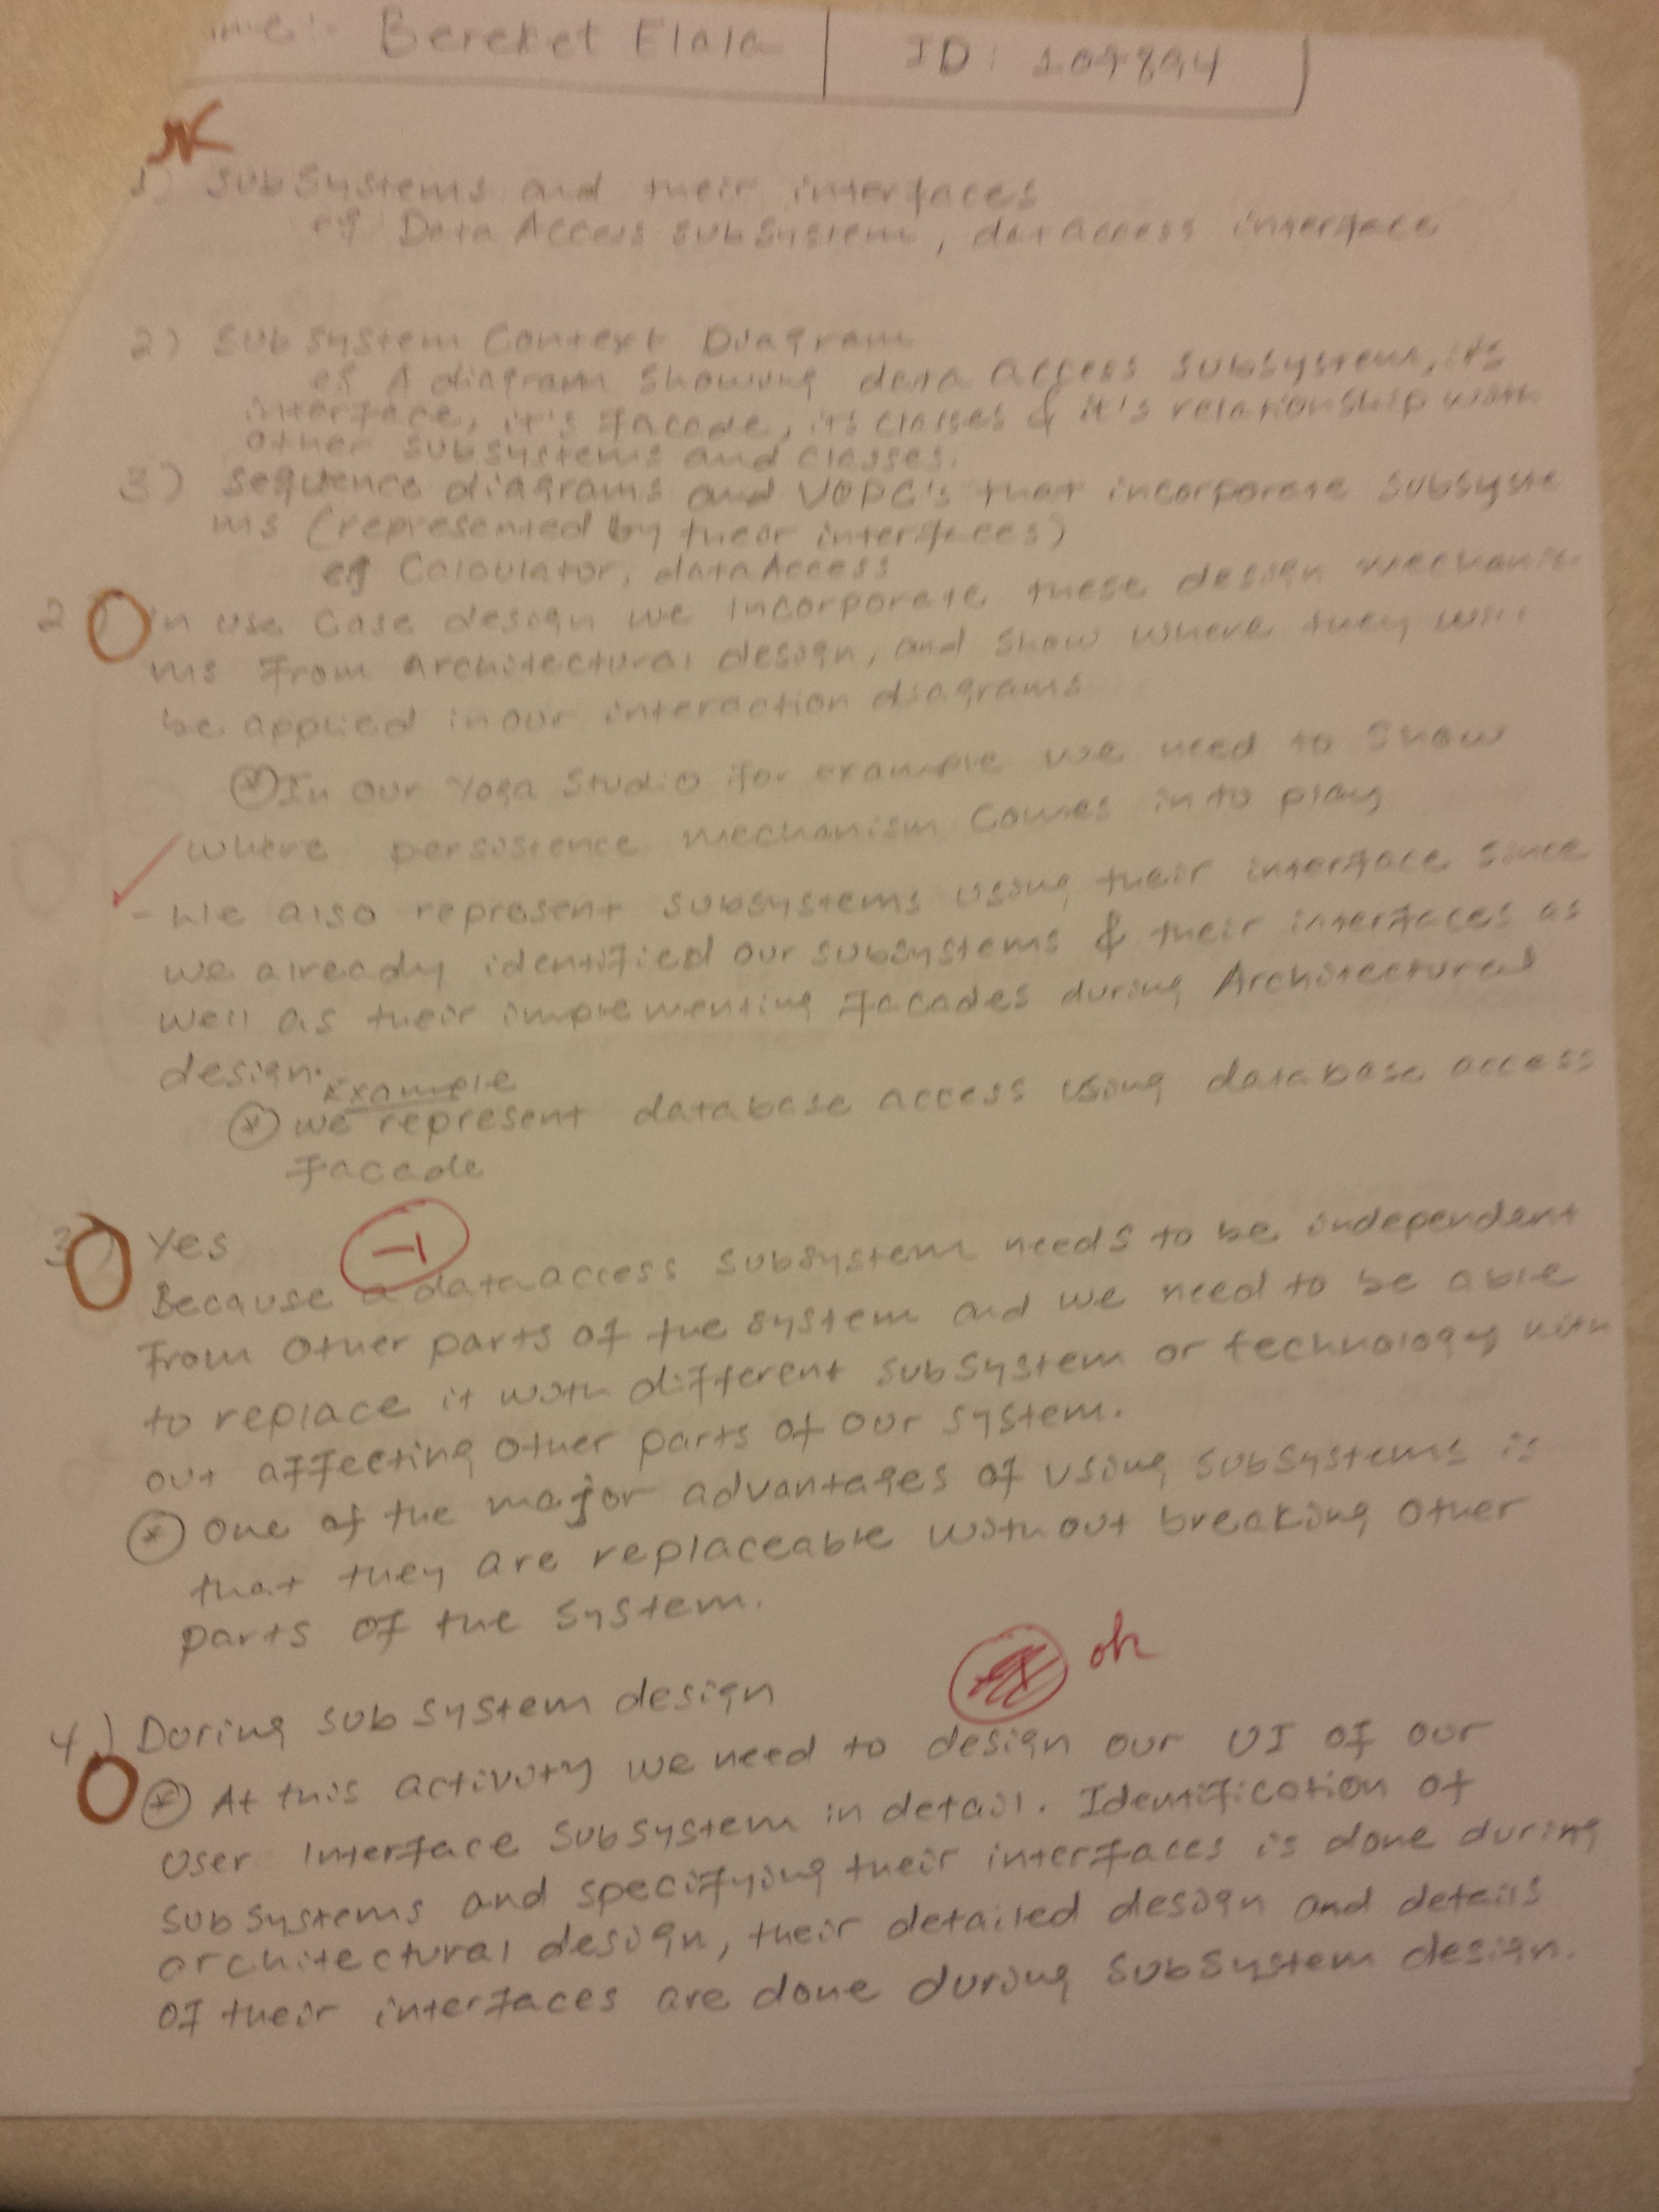 Bereket Elala | ID: 109894
1) Subsystems and their interfaces
eg Data Access subsystem, dataaccess interface
2) Subsystem Context Diagram
eg A diagram showing data access subsystem, its
interface, it's facade, its classes & it's relationship with
other subsystems and classes.
3) Sequence diagrams and VOPC's that incorporate subsyste
ms (represented by their interfaces)
eg Calculator, dataAccess
2 In use case design we incorporate these design mechanis
ms from architectural design, and show where they will
be applied in our interaction diagrams
* In our Yoga Studio for example we need to show
where persistence mechanism comes into play
- We also represent subsystems using their interface since
we already identified our subsystems & their interfaces as
well as their implementing facades during Architectural
design.
Example
* we represent database access using database access
facade
3) Yes
-1
Because a dataaccess subsystem needs to be independent
from other parts of the system and we need to be able
to replace it with different subsystem or technology with
out affecting other parts of our system.
* One of the major advantages of using subsystems is
that they are replaceable without breaking other
parts of the system.
ok
4) During subsystem design
* At this activity we need to design our UI of our
User Interface subsystem in detail. Identification of
subsystems and specifying their interfaces is done during
architectural design, their detailed design and details
of their interfaces are done during subsystem design.